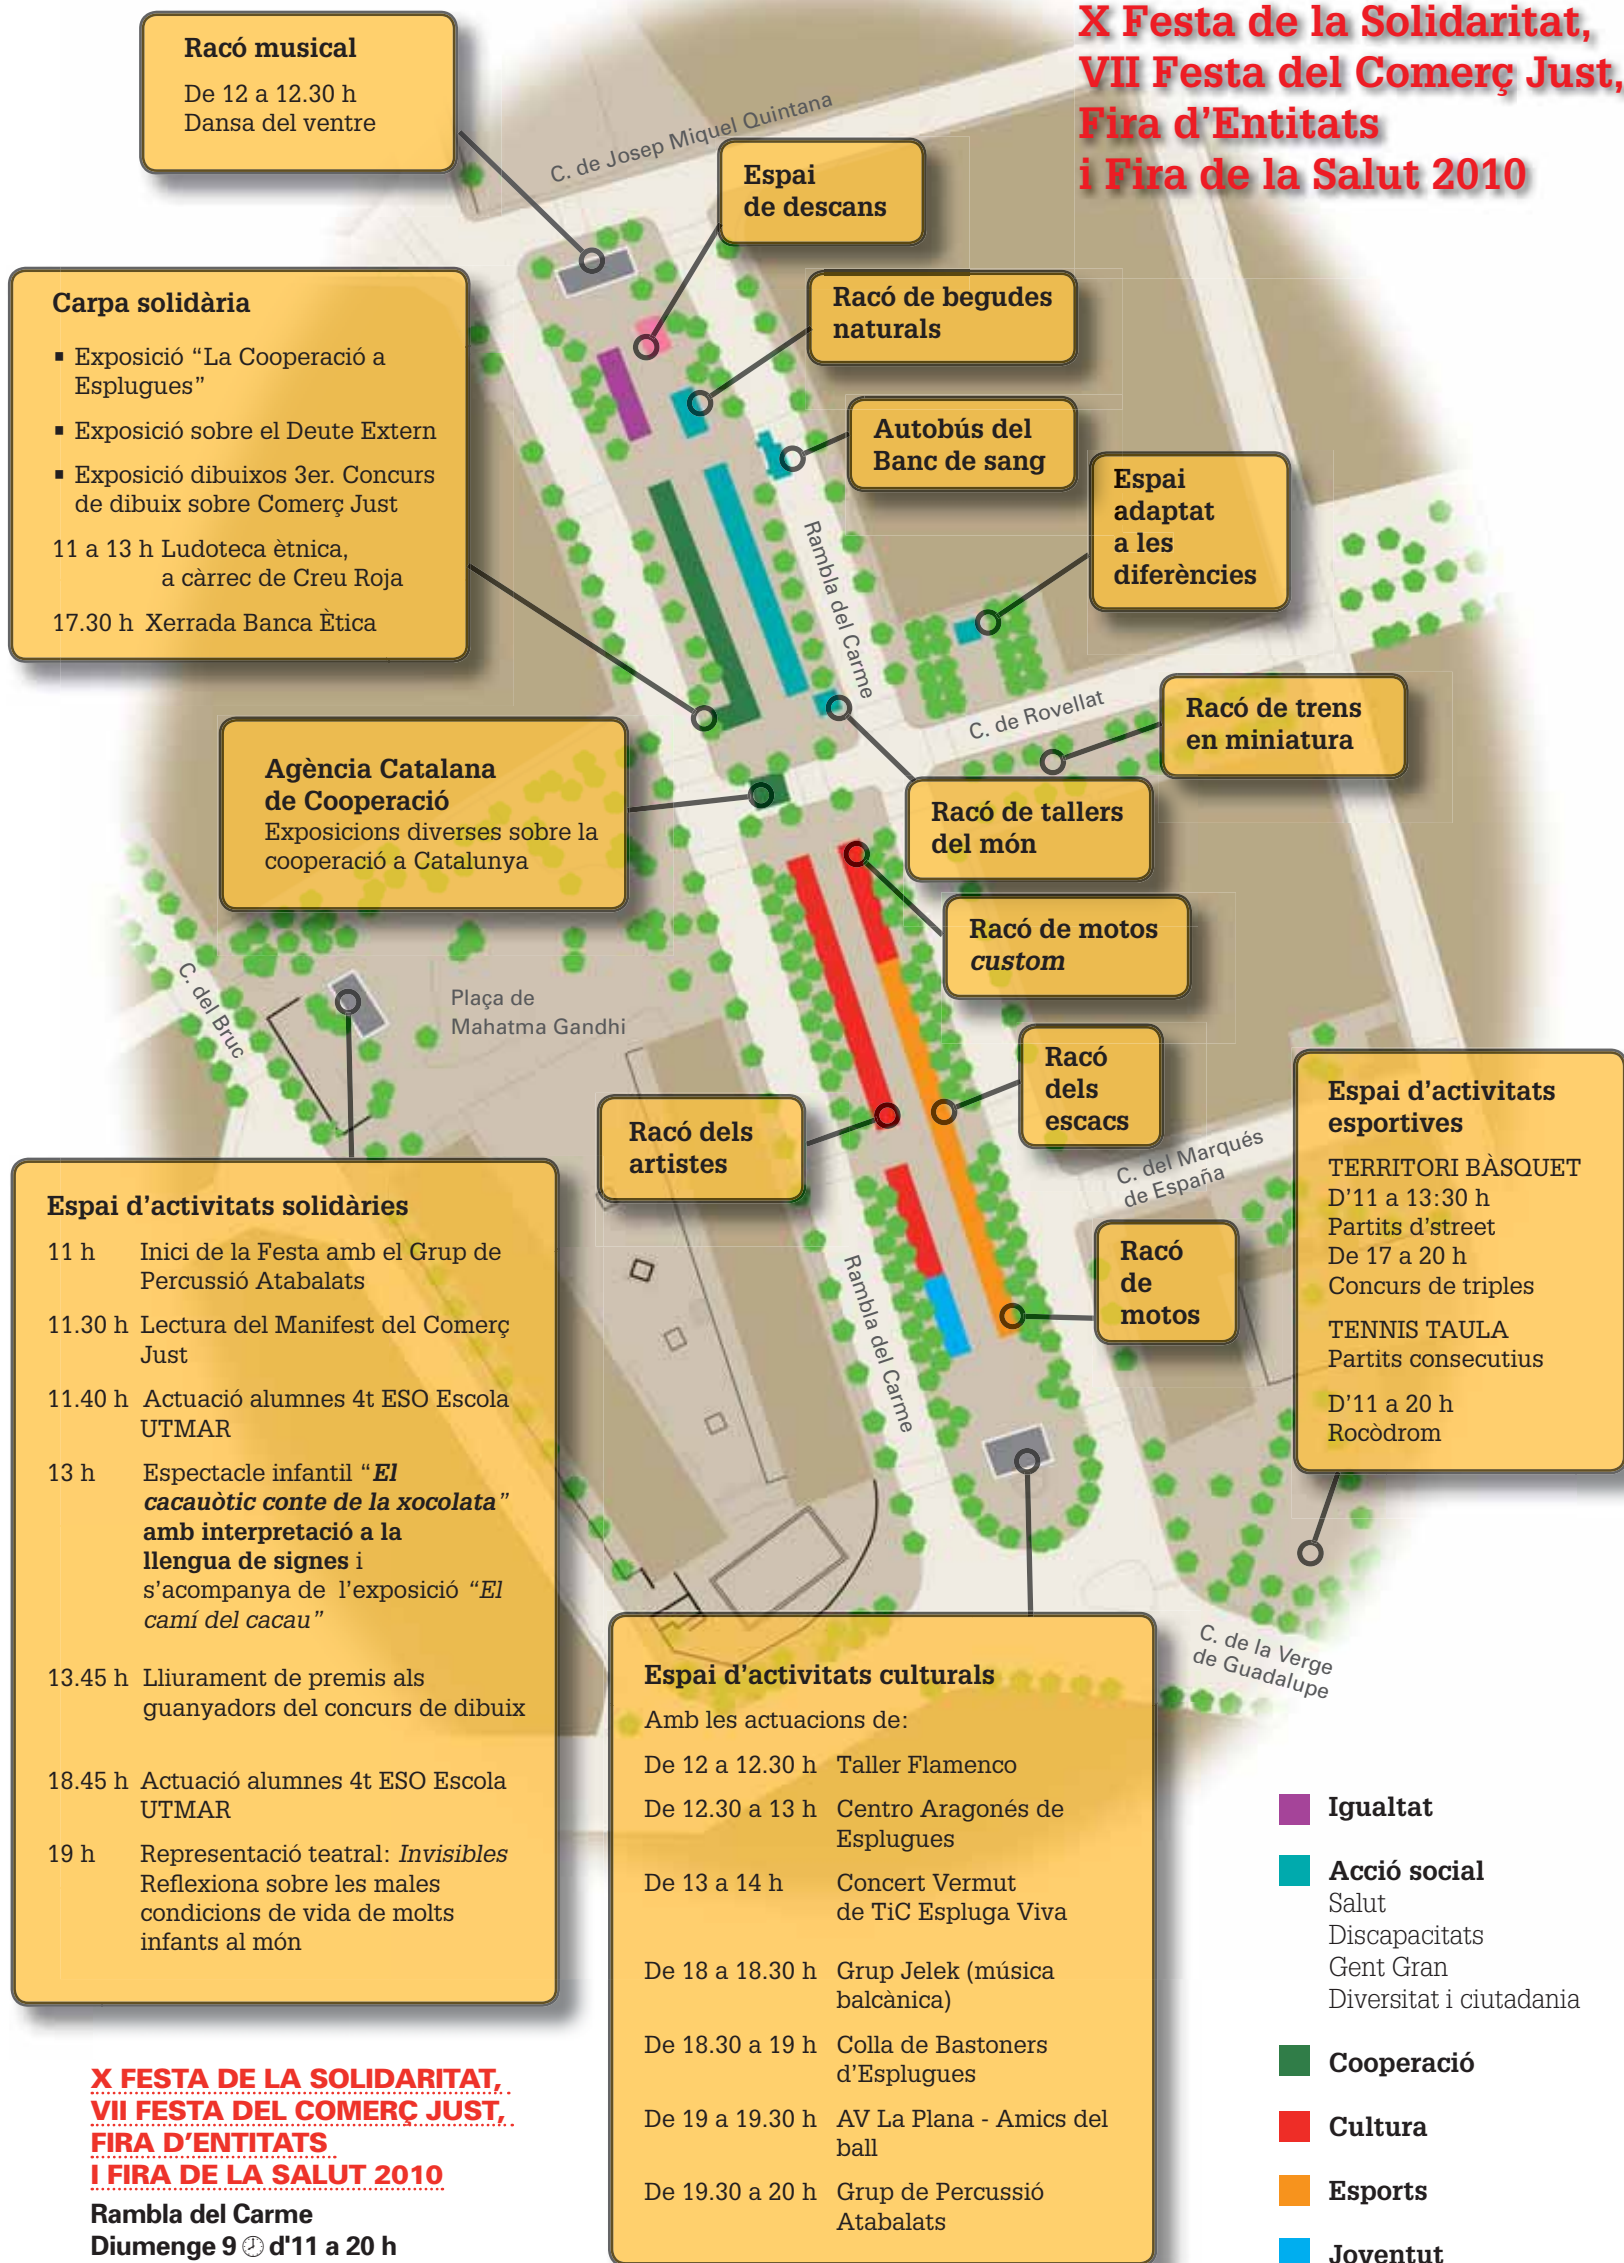 X Festa de la Solidaritat,
VII Festa del Comerç Just,
Fira d'Entitats
i Fira de la Salut 2010
Racó musical
De 12 a 12.30 h
Dansa del ventre
C. de Josep Miquel Quintana
Espai
de descans
Racó de begudes
naturals
Carpa solidària
▪ Exposició “La Cooperació a
Esplugues”
▪ Exposició sobre el Deute Extern
▪ Exposició dibuixos 3er. Concurs
de dibuix sobre Comerç Just
11 a 13 h Ludoteca ètnica,
a càrrec de Creu Roja
17.30 h Xerrada Banca Ètica
Autobús del
Banc de sang
Espai
adaptat
a les
diferències
Rambla del Carme
C. de Rovellat
Racó de trens
en miniatura
Agència Catalana
de Cooperació
Exposicions diverses sobre la
cooperació a Catalunya
Racó de tallers
del món
Racó de motos
custom
C. del Bruc
Plaça de
Mahatma Gandhi
Racó
dels
escacs
Racó dels
artistes
C. del Marqués
de España
Espai d'activitats
esportives
TERRITORI BÀSQUET
D'11 a 13:30 h
Partits d'street
De 17 a 20 h
Concurs de triples
TENNIS TAULA
Partits consecutius
D'11 a 20 h
Rocòdrom
Racó
de
motos
Rambla del Carme
Espai d'activitats solidàries
11 h Inici de la Festa amb el Grup de
Percussió Atabalats
11.30 h Lectura del Manifest del Comerç
Just
11.40 h Actuació alumnes 4t ESO Escola
UTMAR
13 h Espectacle infantil “El
cacauòtic conte de la xocolata”
amb interpretació a la
llengua de signes i
s'acompanya de l'exposició “El
camí del cacau”
13.45 h Lliurament de premis als
guanyadors del concurs de dibuix
18.45 h Actuació alumnes 4t ESO Escola
UTMAR
19 h Representació teatral: Invisibles
Reflexiona sobre les males
condicions de vida de molts
infants al món
C. de la Verge
de Guadalupe
Espai d'activitats culturals
Amb les actuacions de:
De 12 a 12.30 h Taller Flamenco
De 12.30 a 13 h Centro Aragonés de
Esplugues
De 13 a 14 h Concert Vermut
de TiC Espluga Viva
De 18 a 18.30 h Grup Jelek (música
balcànica)
De 18.30 a 19 h Colla de Bastoners
d'Esplugues
De 19 a 19.30 h AV La Plana - Amics del
ball
De 19.30 a 20 h Grup de Percussió
Atabalats
Igualtat
Acció social
Salut
Discapacitats
Gent Gran
Diversitat i ciutadania
Cooperació
Cultura
Esports
Joventut
X FESTA DE LA SOLIDARITAT,
VII FESTA DEL COMERÇ JUST,
FIRA D'ENTITATS
I FIRA DE LA SALUT 2010
Rambla del Carme
Diumenge 9 d'11 a 20 h